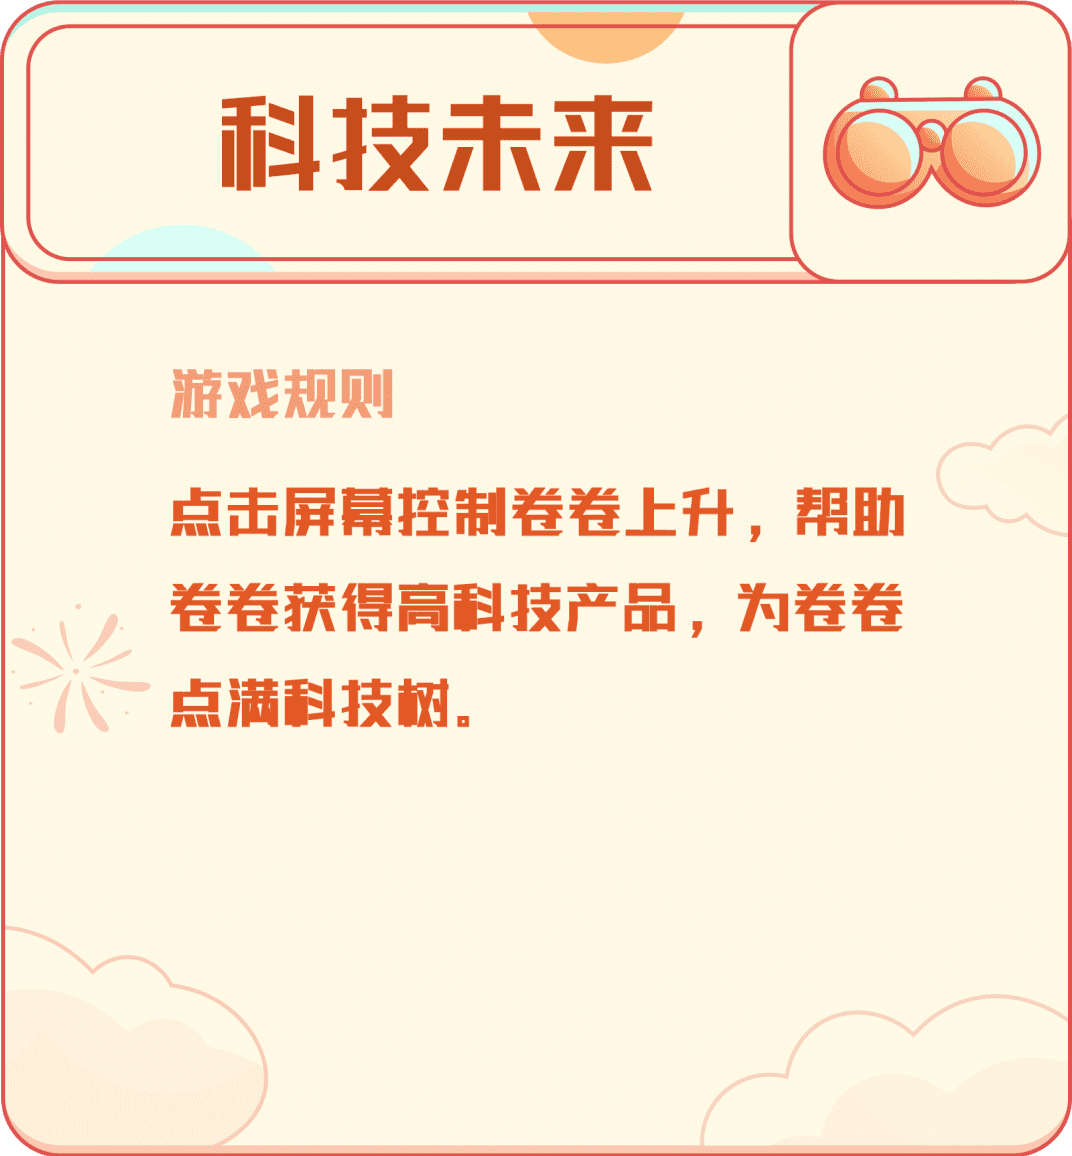 科技未来
游戏规则
点击屏幕控制卷卷上升，帮助
卷卷获得高科技产品，为卷卷
点满科技树。